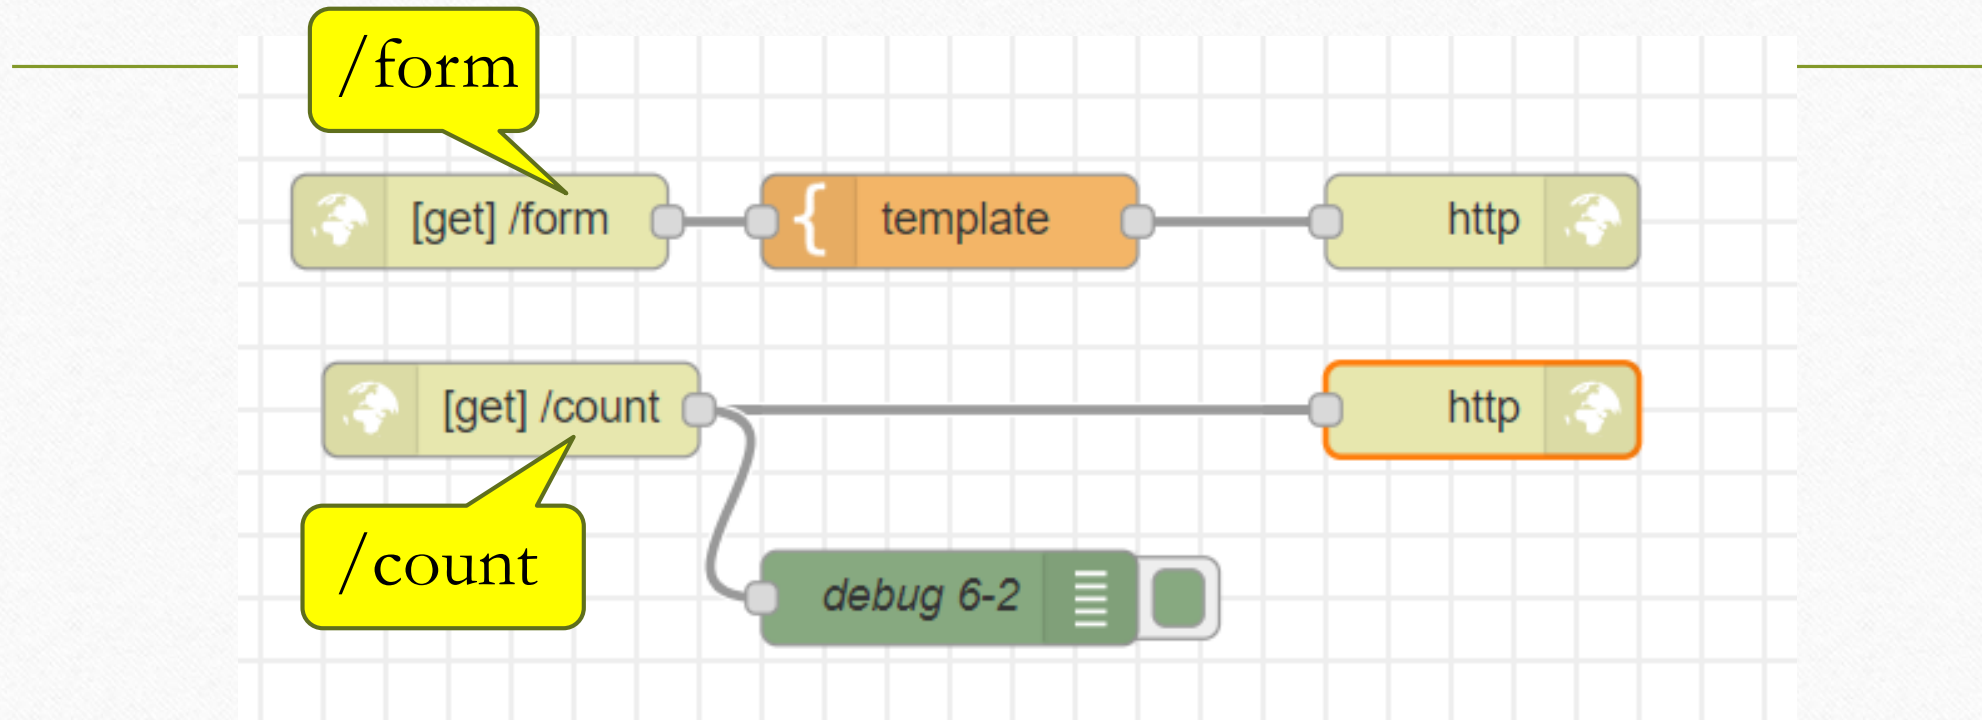 /form
[get] /form
{ template
http
[get] /count
http
/count
debug 6-2